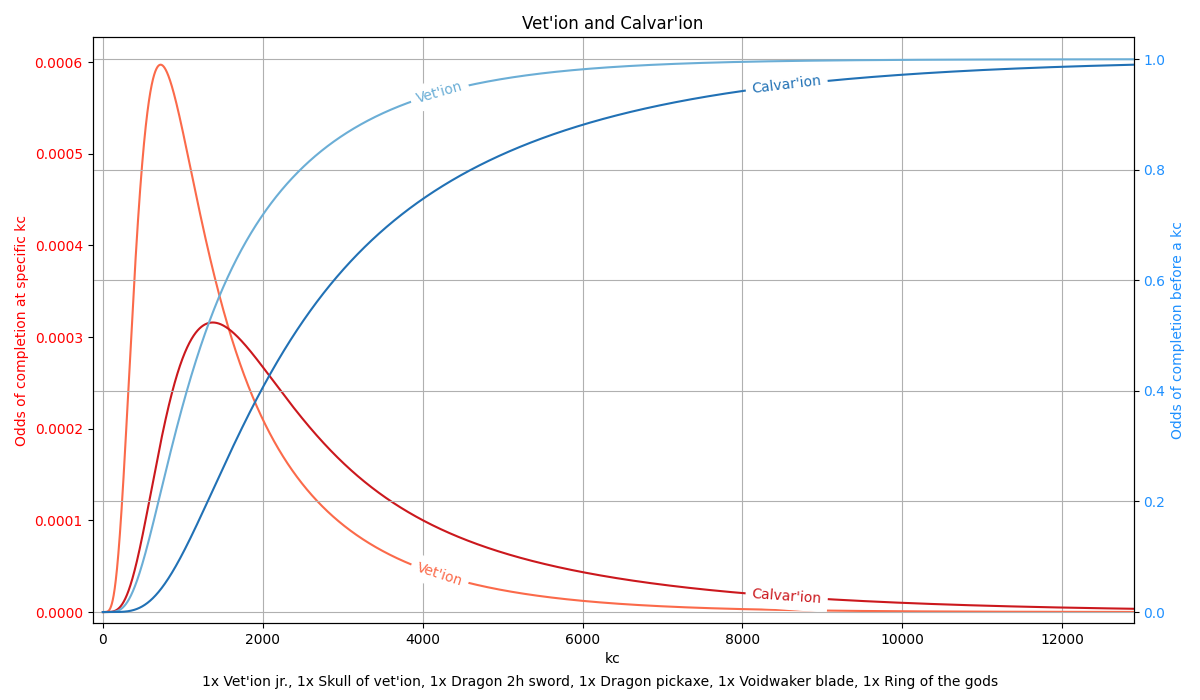 Vet'ion and Calvar'ion
Odds of completion at specific kc
0.0006
0.0005
0.0004
0.0003
0.0002
0.0001
0.0000
Vet'ion
Calvar'ion
Vet'ion
Calvar'ion
1.0
0.8
0.6
0.4
0.2
0.0
Odds of completion before a kc
0 2000 4000 6000 8000 10000 12000
kc
1x Vet'ion jr., 1x Skull of vet'ion, 1x Dragon 2h sword, 1x Dragon pickaxe, 1x Voidwaker blade, 1x Ring of the gods